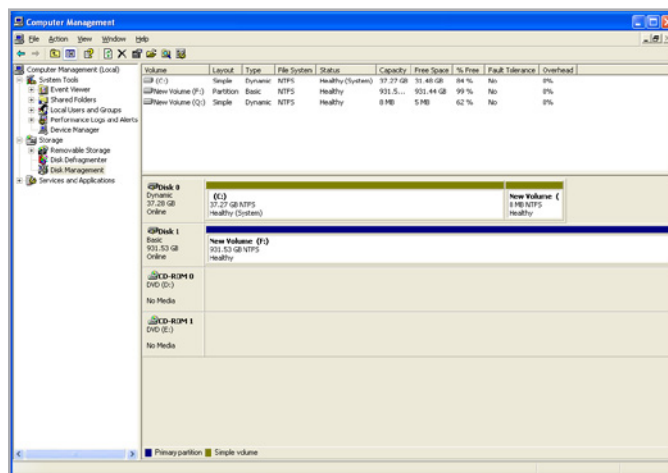 Computer Management
File Action View Window Help
Computer Management (Local)
System Tools
Event Viewer
Shared Folders
Local Users and Groups
Performance Logs and Alerts
Device Manager
Storage
Removable Storage
Disk Defragmenter
Disk Management
Services and Applications
Volume Layout Type File System Status Capacity Free Space % Free Fault Tolerance Overhead
(C:) Simple Dynamic NTFS Healthy (System) 37.27 GB 31.48 GB 84 % No 0%
New Volume (F:) Partition Basic NTFS Healthy 931.5... 931.44 GB 99 % No 0%
New Volume (Q:) Simple Dynamic NTFS Healthy 8 MB 5 MB 62 % No 0%
Disk 0
Dynamic
37.28 GB
Online
(C:)
37.27 GB NTFS
Healthy (System)
New Volume (
8 MB NTFS
Healthy
Disk 1
Basic
931.53 GB
Online
New Volume (F:)
931.53 GB NTFS
Healthy
CD-ROM 0
DVD (D:)
No Media
CD-ROM 1
DVD (E:)
No Media
Primary partition Simple volume